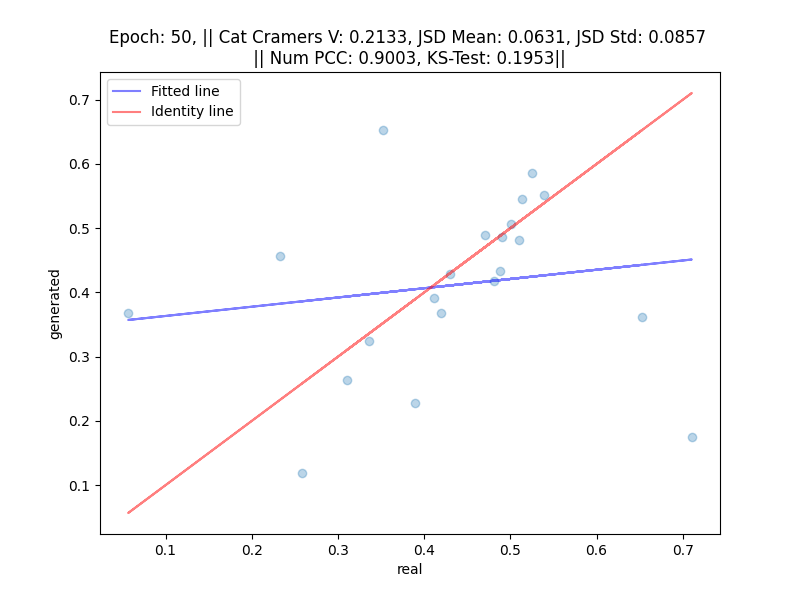 Epoch: 50, || Cat Cramers V: 0.2133, JSD Mean: 0.0631, JSD Std: 0.0857
|| Num PCC: 0.9003, KS-Test: 0.1953||
Fitted line
Identity line
generated
0.7
0.6
0.5
0.4
0.3
0.2
0.1
0.1 0.2 0.3 0.4 0.5 0.6 0.7
real